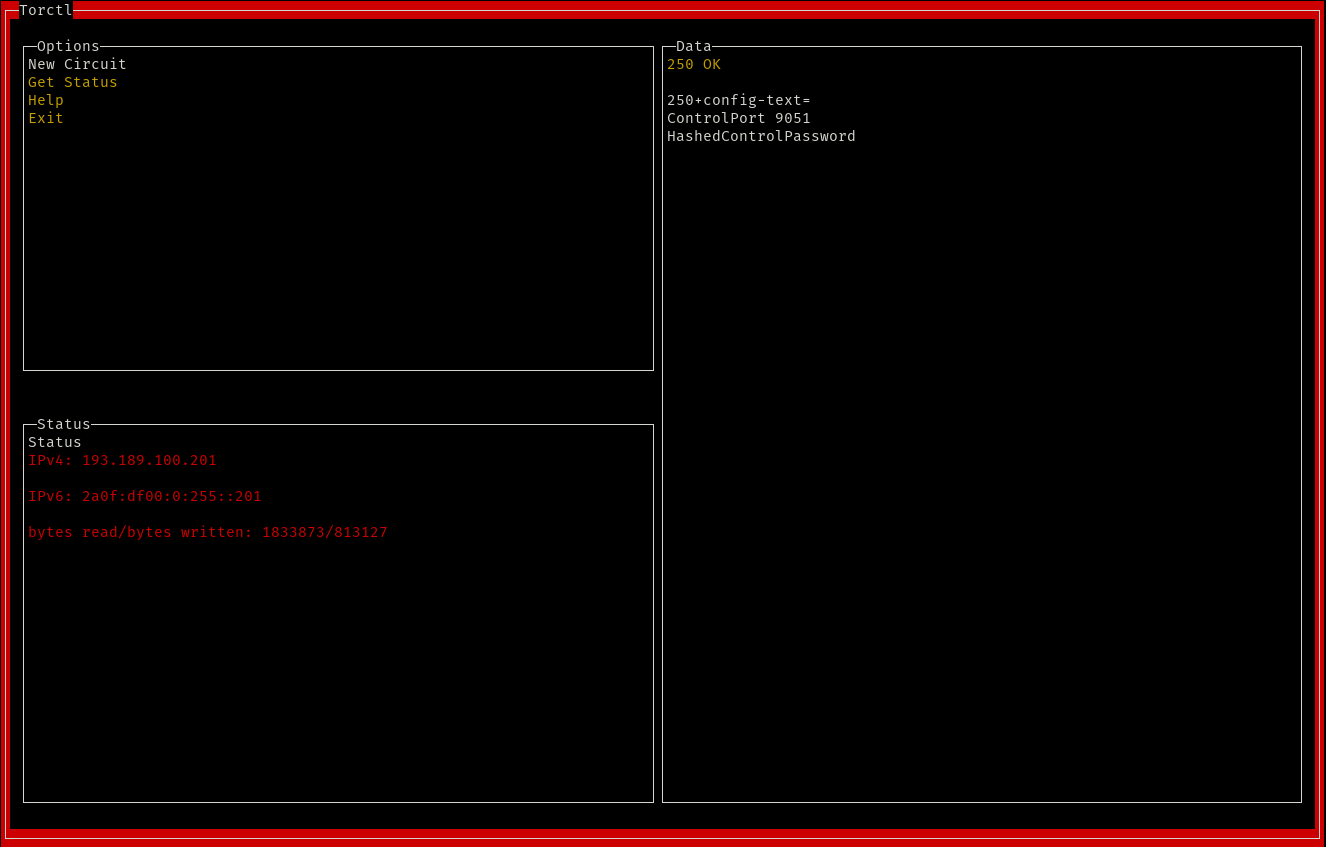 Torctl
Options
New Circuit
Get Status
Help
Exit
Status
Status
IPv4: 193.189.100.201
IPv6: 2a0f:df00:0:255::201
bytes read/bytes written: 1833873/813127
Data
250 OK
250+config-text=
ControlPort 9051
HashedControlPassword